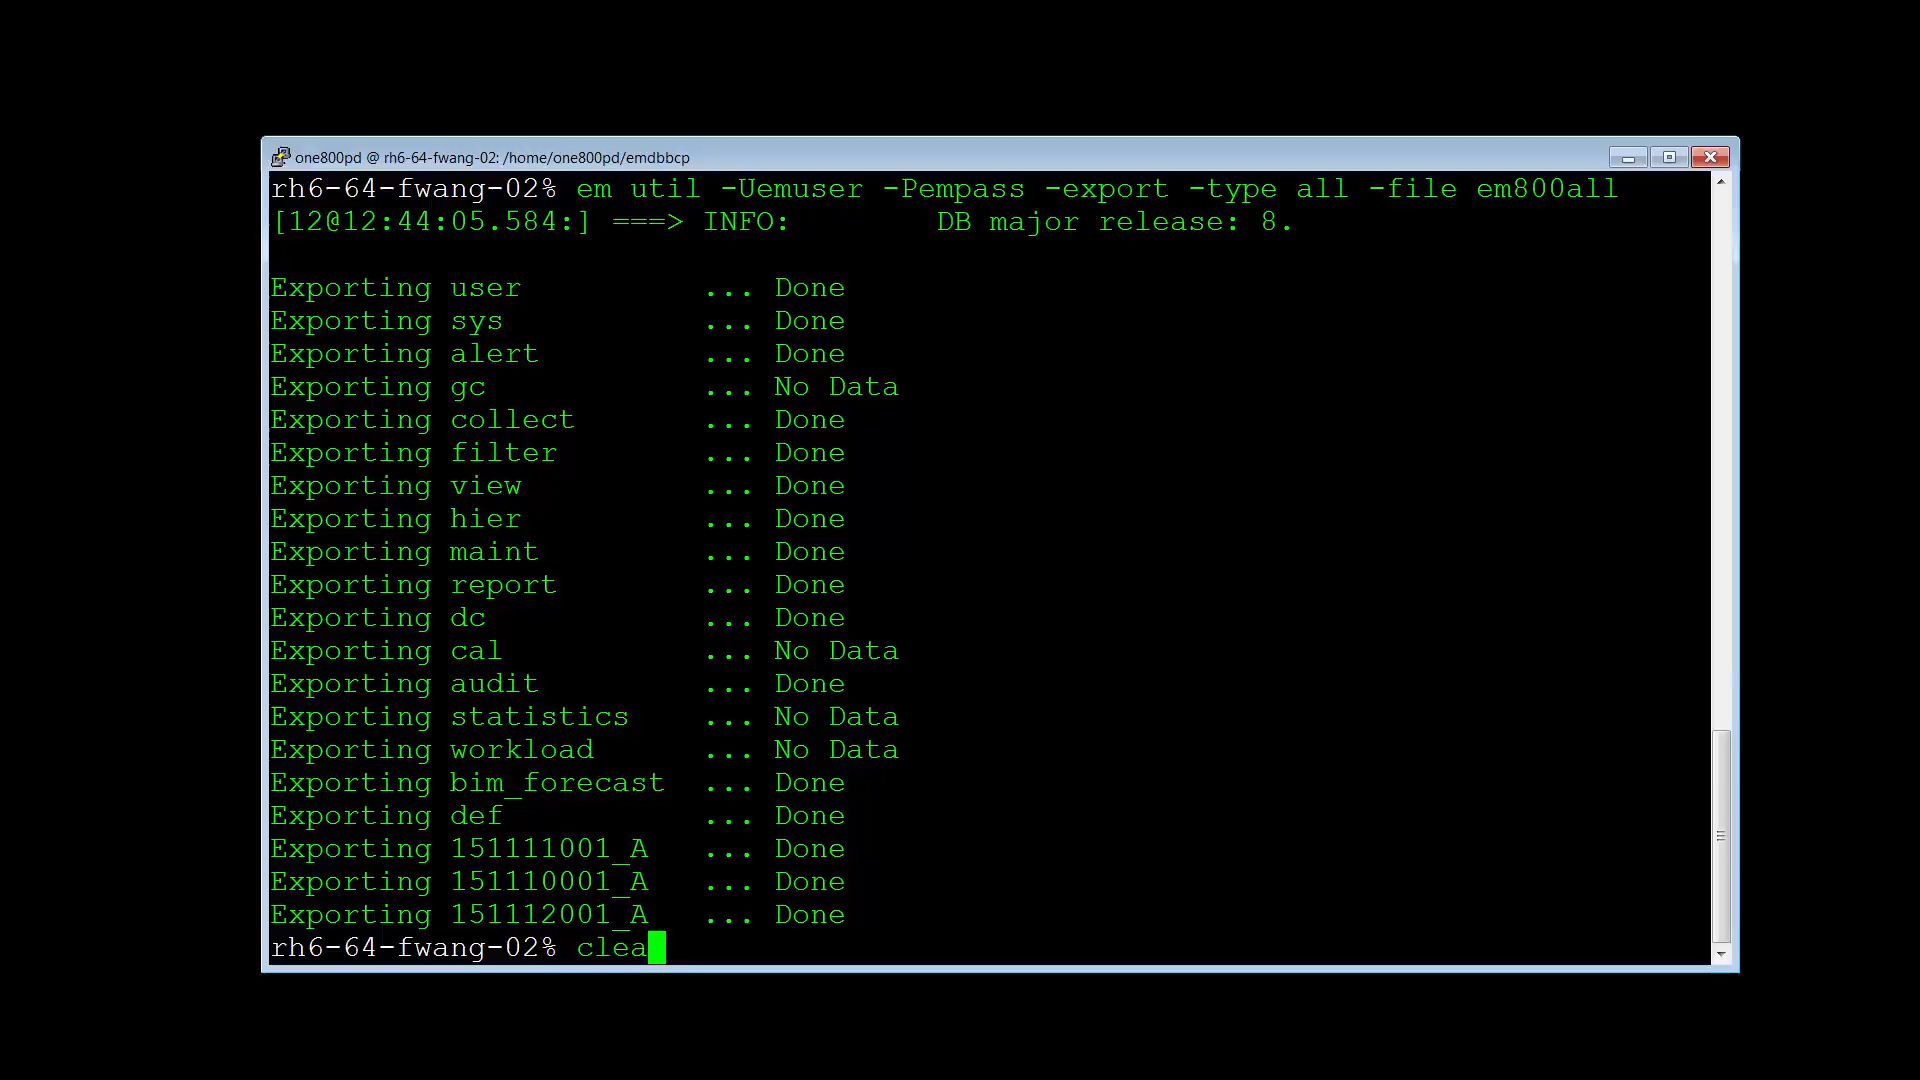 one800pd @ rh6-64-fwang-02: /home/one800pd/emdbbcp
rh6-64-fwang-02% em util -Uemuser -Pempass -export -type all -file em800all
[12@12:44:05.584:] ===> INFO: DB major release: 8.
Exporting user ... Done
Exporting sys ... Done
Exporting alert ... Done
Exporting gc ... No Data
Exporting collect ... Done
Exporting filter ... Done
Exporting view ... Done
Exporting hier ... Done
Exporting maint ... Done
Exporting report ... Done
Exporting dc ... Done
Exporting cal ... No Data
Exporting audit ... Done
Exporting statistics ... No Data
Exporting workload ... No Data
Exporting bim_forecast ... Done
Exporting def ... Done
Exporting 151111001_A ... Done
Exporting 151110001_A ... Done
Exporting 151112001_A ... Done
rh6-64-fwang-02% clea